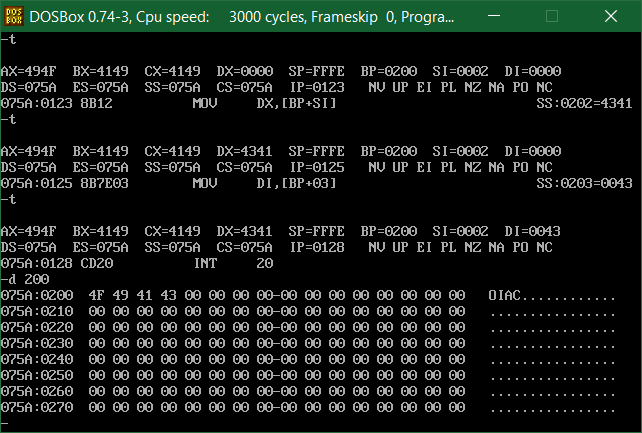 DOSBox 0.74-3, Cpu speed:    3000 cycles, Frameskip  0, Progra...
-t

AX=494F  BX=4149  CX=4149  DX=0000  SP=FFFE  BP=0200  SI=0002  DI=0000
DS=075A  ES=075A  SS=075A  CS=075A  IP=0123   NV UP EI PL NZ NA PO NC
075A:0123 8B12          MOV     DX,[BP+SI]                         SS:0202=4341
-t

AX=494F  BX=4149  CX=4149  DX=4341  SP=FFFE  BP=0200  SI=0002  DI=0000
DS=075A  ES=075A  SS=075A  CS=075A  IP=0125   NV UP EI PL NZ NA PO NC
075A:0125 8B7E03        MOV     DI,[BP+03]                         SS:0203=0043
-t

AX=494F  BX=4149  CX=4149  DX=4341  SP=FFFE  BP=0200  SI=0002  DI=0043
DS=075A  ES=075A  SS=075A  CS=075A  IP=0128   NV UP EI PL NZ NA PO NC
075A:0128 CD20          INT     20
-d 200
075A:0200  4F 49 41 43 00 00 00 00-00 00 00 00 00 00 00 00   OIAC............
075A:0210  00 00 00 00 00 00 00 00-00 00 00 00 00 00 00 00   ................
075A:0220  00 00 00 00 00 00 00 00-00 00 00 00 00 00 00 00   ................
075A:0230  00 00 00 00 00 00 00 00-00 00 00 00 00 00 00 00   ................
075A:0240  00 00 00 00 00 00 00 00-00 00 00 00 00 00 00 00   ................
075A:0250  00 00 00 00 00 00 00 00-00 00 00 00 00 00 00 00   ................
075A:0260  00 00 00 00 00 00 00 00-00 00 00 00 00 00 00 00   ................
075A:0270  00 00 00 00 00 00 00 00-00 00 00 00 00 00 00 00   ................
-